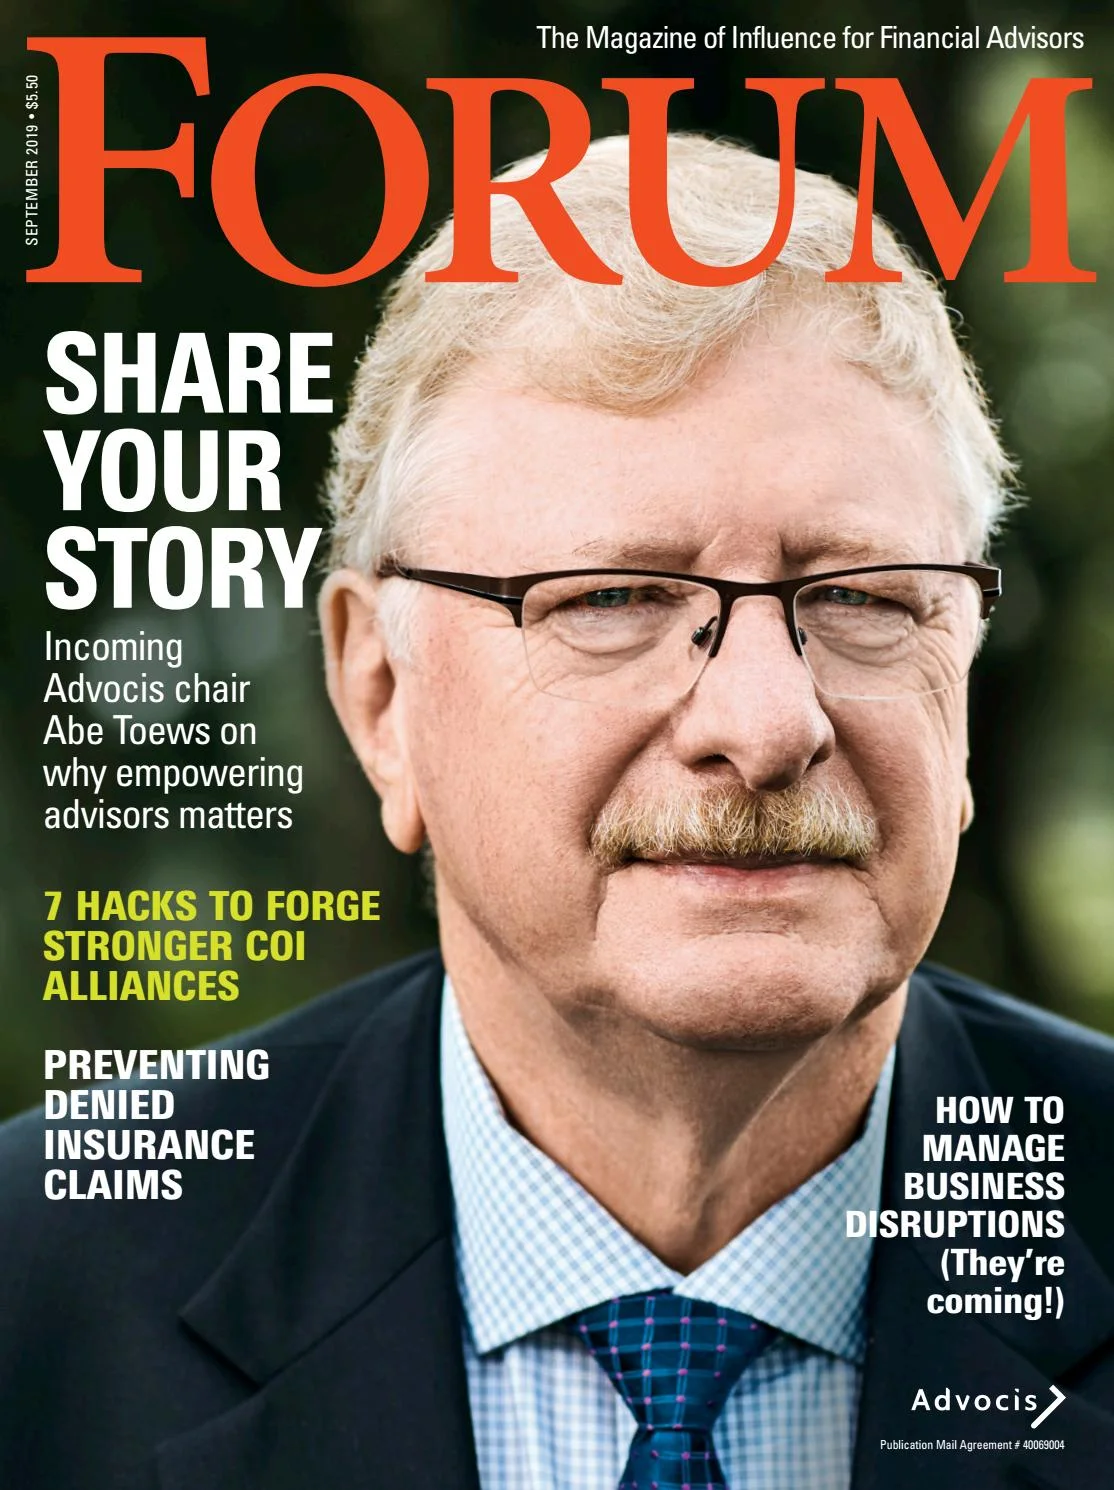 The Magazine of Influence for Financial Advisors
FORUM
SEPTEMBER 2019 • $5.50
SHARE
YOUR
STORY
Incoming
Advocis chair
Abe Toews on
why empowering
advisors matters
7 HACKS TO FORGE
STRONGER COI
ALLIANCES
PREVENTING
DENIED
INSURANCE
CLAIMS
HOW TO
MANAGE
BUSINESS
DISRUPTIONS
(They’re
coming!)
Advocis
Publication Mail Agreement # 40069004